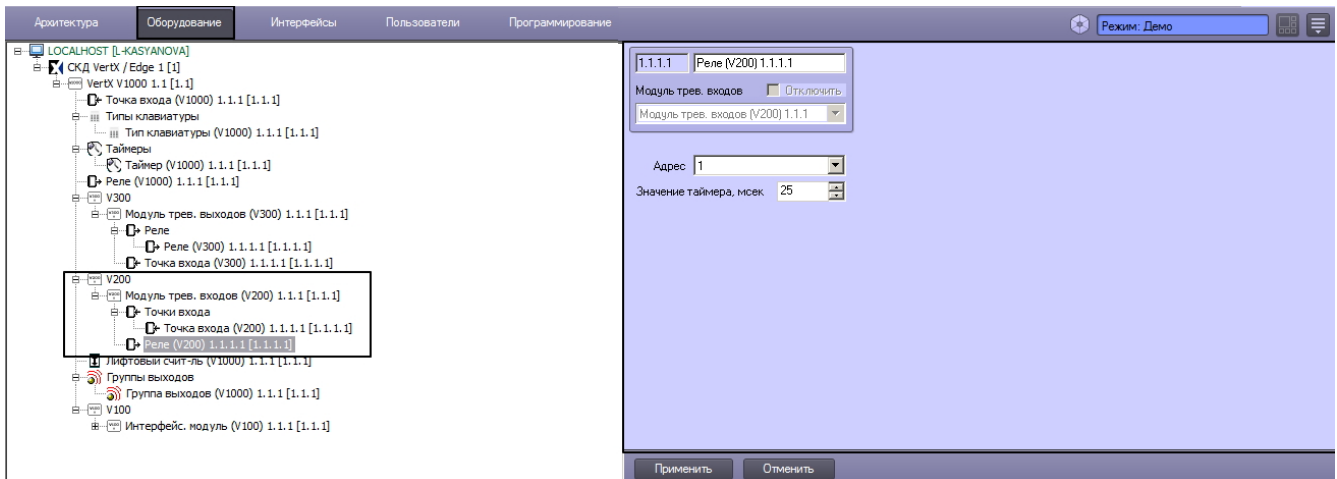 Архитектура Оборудование Интерфейсы Пользователи Программирование Режим: Демо
LOCALHOST [L-KASYANOVA]
СКД VertX / Edge 1 [1]
VertX V1000 1.1 [1.1]
Точка входа (V1000) 1.1.1 [1.1.1]
Типы клавиатуры
Тип клавиатуры (V1000) 1.1.1 [1.1.1]
Таймеры
Таймер (V1000) 1.1.1 [1.1.1]
Реле (V1000) 1.1.1 [1.1.1]
V300
Модуль трев. выходов (V300) 1.1.1 [1.1.1]
Реле
Реле (V300) 1.1.1.1 [1.1.1.1]
Точка входа (V300) 1.1.1.1 [1.1.1.1]
V200
Модуль трев. входов (V200) 1.1.1 [1.1.1]
Точки входа
Точка входа (V200) 1.1.1.1 [1.1.1.1]
Реле (V200) 1.1.1.1 [1.1.1.1]
Лифтовый счит-ль (V1000) 1.1.1 [1.1.1]
Группы выходов
Группа выходов (V1000) 1.1.1 [1.1.1]
V100
Интерфейс. модуль (V100) 1.1.1 [1.1.1]
1.1.1.1 Реле (V200) 1.1.1.1
Модуль трев. входов Отключить
Модуль трев. входов (V200) 1.1.1
Адрес 1
Значение таймера, мсек 25
Применить Отменить